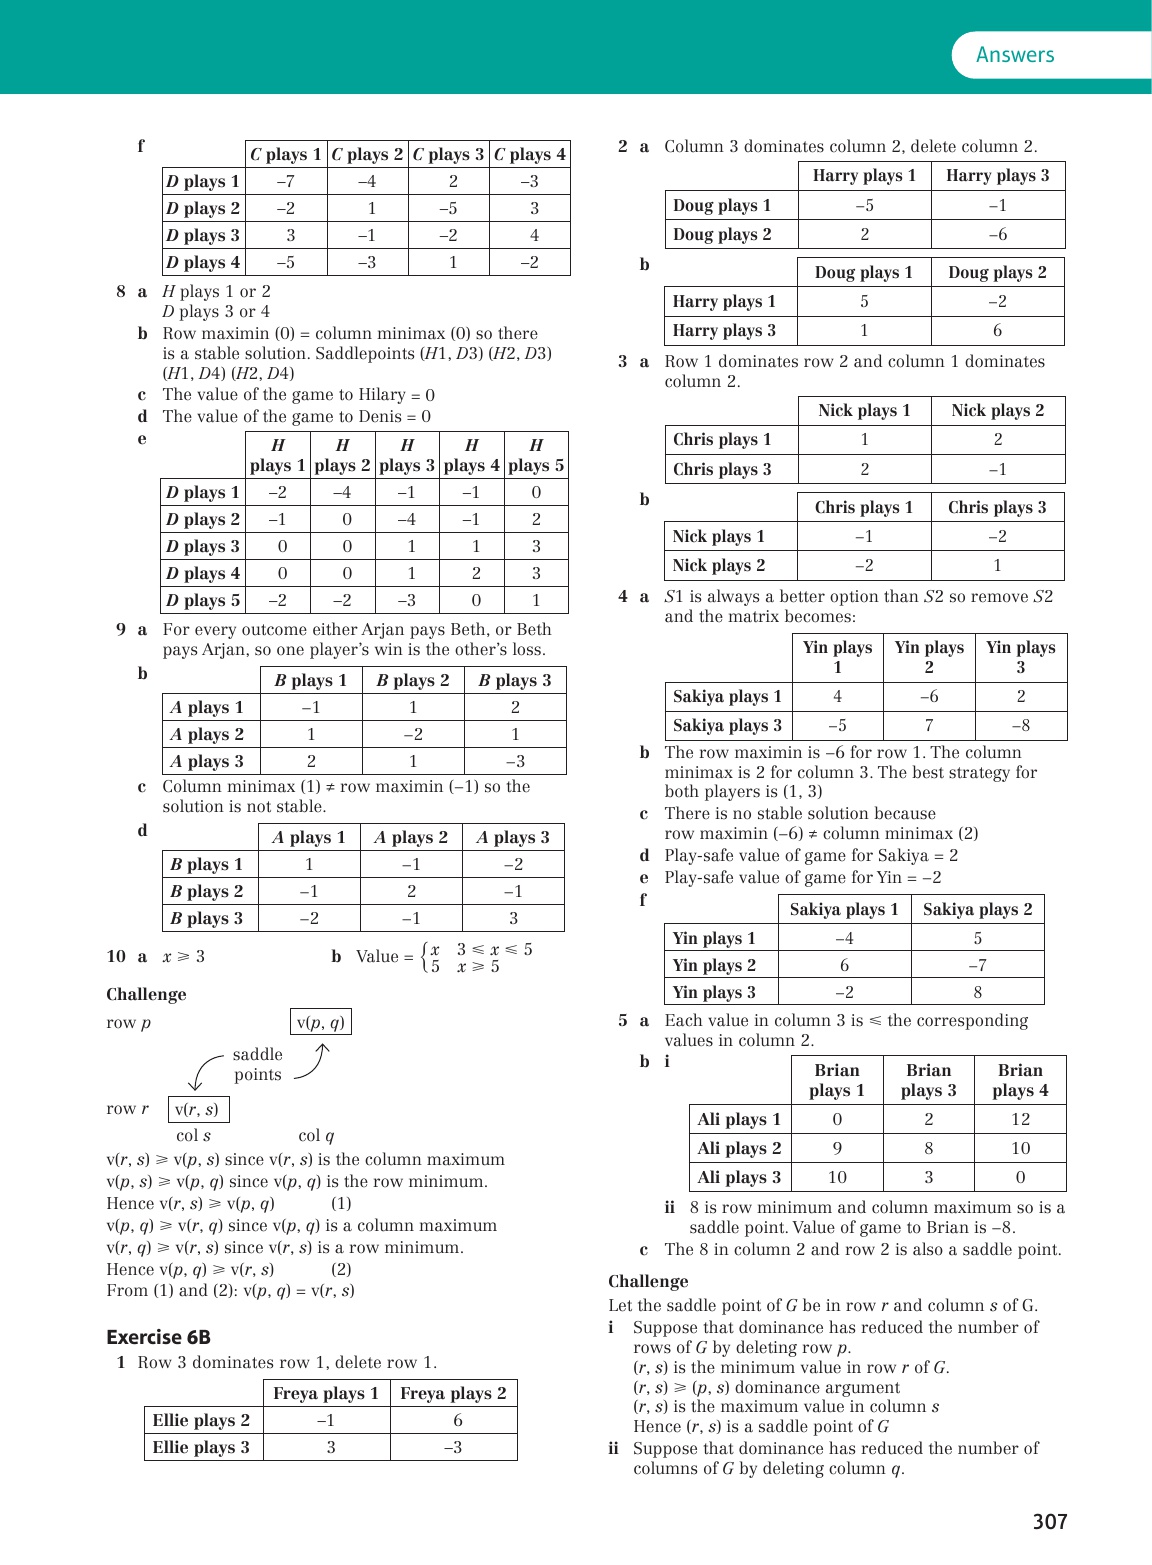 Answers
f
C plays 1 C plays 2 C plays 3 C plays 4
D plays 1 –7 –4 2 –3
D plays 2 –2 1 –5 3
D plays 3 3 –1 –2 4
D plays 4 –5 –3 1 –2
8 a H plays 1 or 2
D plays 3 or 4
b Row maximin (0) = column minimax (0) so there
is a stable solution. Saddlepoints (H1, D3) (H2, D3)
(H1, D4) (H2, D4)
c The value of the game to Hilary = 0
d The value of the game to Denis = 0
e
H H H H H
plays 1 plays 2 plays 3 plays 4 plays 5
D plays 1 –2 –4 –1 –1 0
D plays 2 –1 0 –4 –1 2
D plays 3 0 0 1 1 3
D plays 4 0 0 1 2 3
D plays 5 –2 –2 –3 0 1
9 a For every outcome either Arjan pays Beth, or Beth
pays Arjan, so one player’s win is the other’s loss.
b
B plays 1 B plays 2 B plays 3
A plays 1 –1 1 2
A plays 2 1 –2 1
A plays 3 2 1 –3
c Column minimax (1) ≠ row maximin (–1) so the
solution is not stable.
d
A plays 1 A plays 2 A plays 3
B plays 1 1 –1 –2
B plays 2 –1 2 –1
B plays 3 –2 –1 3
10 a x ⩾ 3 b Value = { x 3 ⩽ x ⩽ 5
5 x ⩾ 5
Challenge
row p v(p, q)
saddle
points
row r v(r, s)
col s col q
v(r, s) ⩾ v(p, s) since v(r, s) is the column maximum
v(p, s) ⩾ v(p, q) since v(p, q) is the row minimum.
Hence v(r, s) ⩾ v(p, q) (1)
v(p, q) ⩾ v(r, q) since v(p, q) is a column maximum
v(r, q) ⩾ v(r, s) since v(r, s) is a row minimum.
Hence v(p, q) ⩾ v(r, s) (2)
From (1) and (2): v(p, q) = v(r, s)
Exercise 6B
1 Row 3 dominates row 1, delete row 1.
Freya plays 1 Freya plays 2
Ellie plays 2 –1 6
Ellie plays 3 3 –3
2 a Column 3 dominates column 2, delete column 2.
Harry plays 1 Harry plays 3
Doug plays 1 –5 –1
Doug plays 2 2 –6
b
Doug plays 1 Doug plays 2
Harry plays 1 5 –2
Harry plays 3 1 6
3 a Row 1 dominates row 2 and column 1 dominates
column 2.
Nick plays 1 Nick plays 2
Chris plays 1 1 2
Chris plays 3 2 –1
b
Chris plays 1 Chris plays 3
Nick plays 1 –1 –2
Nick plays 2 –2 1
4 a S1 is always a better option than S2 so remove S2
and the matrix becomes:
Yin plays Yin plays Yin plays
1 2 3
Sakiya plays 1 4 –6 2
Sakiya plays 3 –5 7 –8
b The row maximin is –6 for row 1. The column
minimax is 2 for column 3. The best strategy for
both players is (1, 3)
c There is no stable solution because
row maximin (–6) ≠ column minimax (2)
d Play-safe value of game for Sakiya = 2
e Play-safe value of game for Yin = –2
f
Sakiya plays 1 Sakiya plays 2
Yin plays 1 –4 5
Yin plays 2 6 –7
Yin plays 3 –2 8
5 a Each value in column 3 is ⩽ the corresponding
values in column 2.
b i
Brian Brian Brian
plays 1 plays 3 plays 4
Ali plays 1 0 2 12
Ali plays 2 9 8 10
Ali plays 3 10 3 0
ii 8 is row minimum and column maximum so is a
saddle point. Value of game to Brian is –8.
c The 8 in column 2 and row 2 is also a saddle point.
Challenge
Let the saddle point of G be in row r and column s of G.
i Suppose that dominance has reduced the number of
rows of G by deleting row p.
(r, s) is the minimum value in row r of G.
(r, s) ⩾ (p, s) dominance argument
(r, s) is the maximum value in column s
Hence (r, s) is a saddle point of G
ii Suppose that dominance has reduced the number of
columns of G by deleting column q.
307